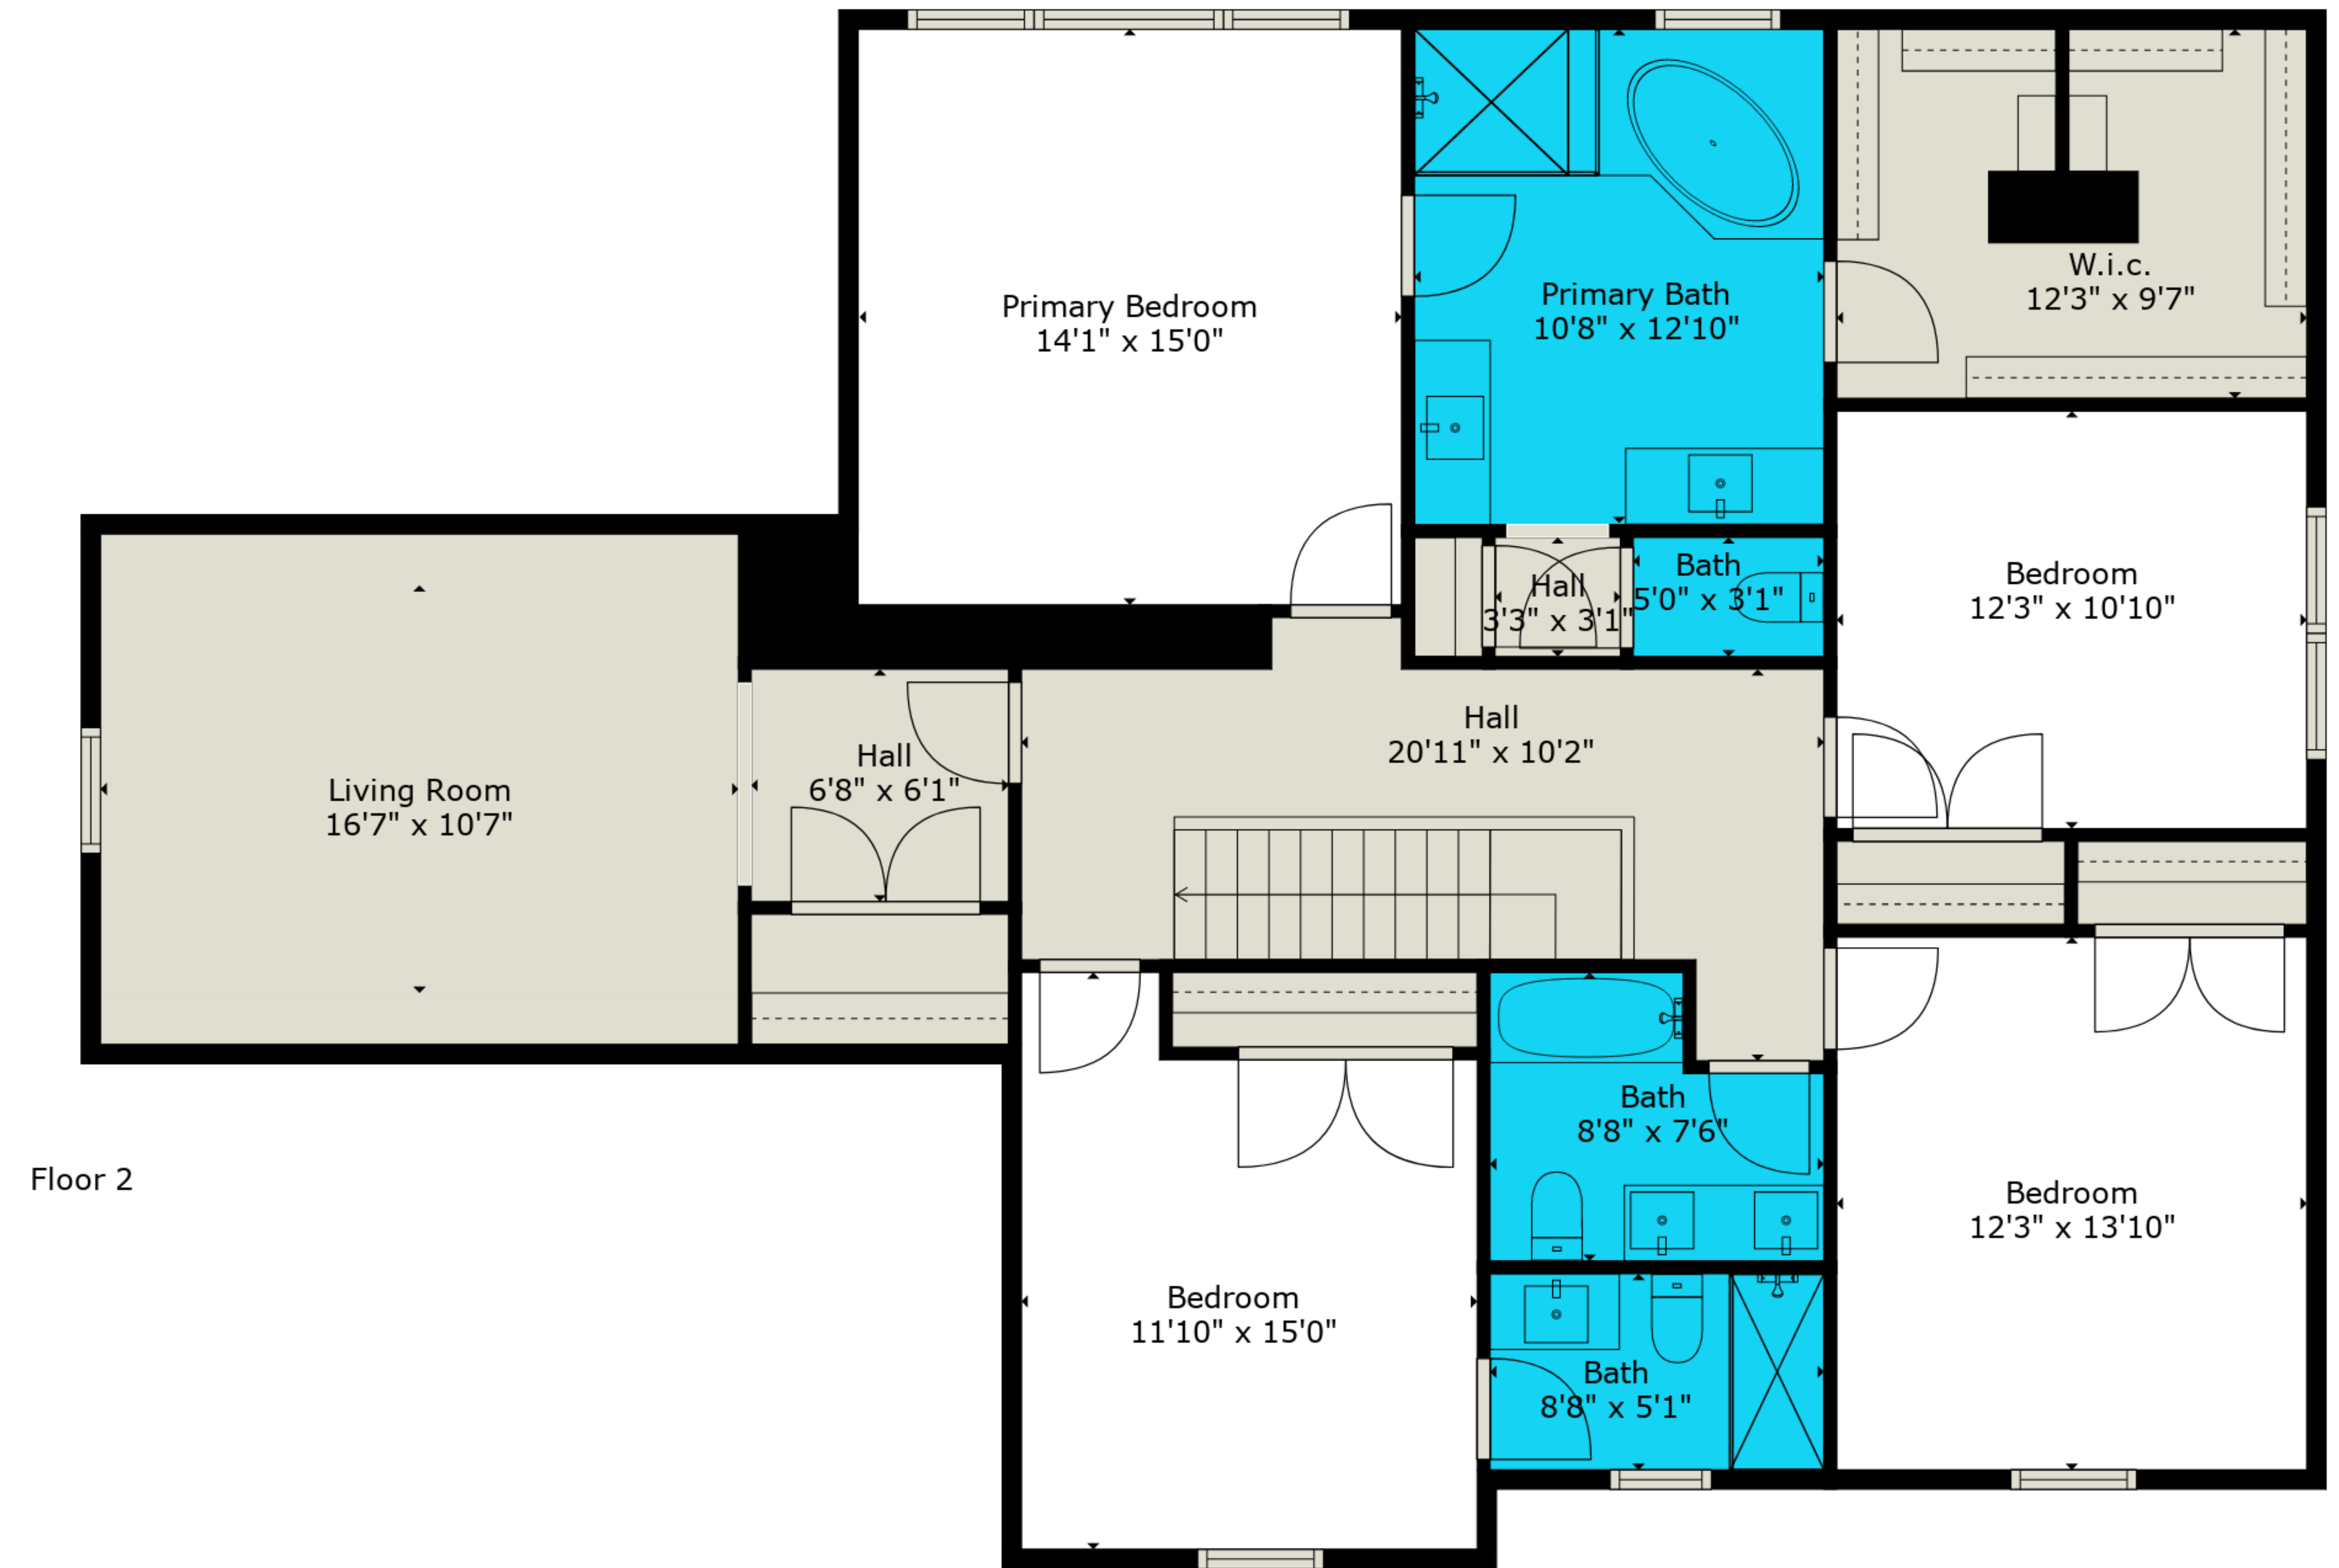 Primary Bedroom
14'1" x 15'0"
Primary Bath
10'8" x 12'10"
W.i.c.
12'3" x 9'7"
Hall
3'3" x 3'1"
Bath
5'0" x 3'1"
Bedroom
12'3" x 10'10"
Living Room
16'7" x 10'7"
Hall
6'8" x 6'1"
Hall
20'11" x 10'2"
Floor 2
Bath
8'8" x 7'6"
Bedroom
12'3" x 13'10"
Bedroom
11'10" x 15'0"
Bath
8'8" x 5'1"